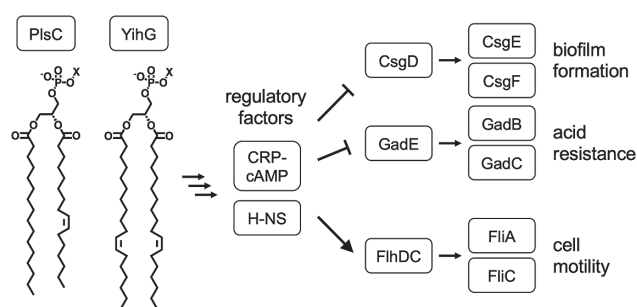 PlsC
YihG
-O
O
P
X
O
O
O
O
O
O
-O
O
P
X
O
O
O
O
O
O
regulatory
factors
CRP-
cAMP
H-NS
CsgD
GadE
FlhDC
CsgE
CsgF
biofilm
formation
GadB
GadC
acid
resistance
FliA
FliC
cell
motility